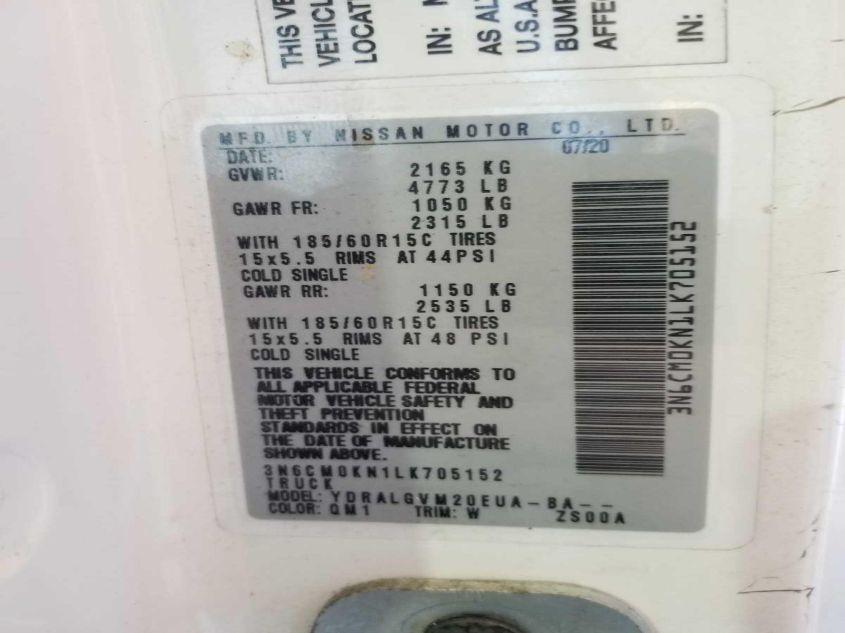 THIS VE
VEHICL
LOCAT
IN:
AS AL
U.S.A
BUMP
AFFE
IN:
MFD. BY NISSAN MOTOR CO., LTD.
DATE: 07/20
GVWR: 2165 KG
4773 LB
GAWR FR: 1050 KG
2315 LB
WITH 185/60R15C TIRES
15x5.5 RIMS AT 44PSI
COLD SINGLE
GAWR RR: 1150 KG
2535 LB
WITH 185/60R15C TIRES
15x5.5 RIMS AT 48 PSI
COLD SINGLE
THIS VEHICLE CONFORMS TO
ALL APPLICABLE FEDERAL
MOTOR VEHICLE SAFETY AND
THEFT PREVENTION
STANDARDS IN EFFECT ON
THE DATE OF MANUFACTURE
SHOWN ABOVE.
3N6CM0KN1LK705152
TRUCK
MODEL: YDRALGVM20EUA-BA--
COLOR: QM1 TRIM: W ZS00A
3N6CM0KN1LK705152